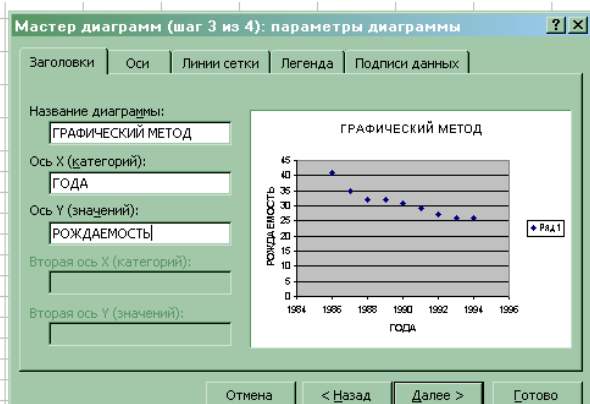 Мастер диаграмм (шаг 3 из 4): параметры диаграммы
Заголовки Оси Линии сетки Легенда Подписи данных
Название диаграммы:
ГРАФИЧЕСКИЙ МЕТОД
Ось X (категорий):
ГОДА
Ось Y (значений):
РОЖДАЕМОСТЬ
Вторая ось X (категорий):
Вторая ось Y (значений):
ГРАФИЧЕСКИЙ МЕТОД
РОЖДАЕМОСТЬ
45
40
35
30
25
20
15
10
5
0
1984 1986 1988 1990 1992 1994 1996
ГОДА
Ряд1
Отмена < Назад Далее > Готово